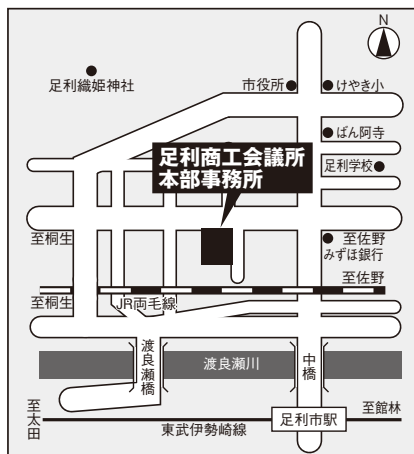 N
足利織姫神社
市役所
けやき小
ばん阿寺
足利商工会議所
本部事務所
足利学校
至桐生
至佐野
みずほ銀行
至佐野
至桐生
JR両毛線
渡良瀬橋
渡良瀬川
中橋
至太田
東武伊勢崎線
足利市駅
至館林